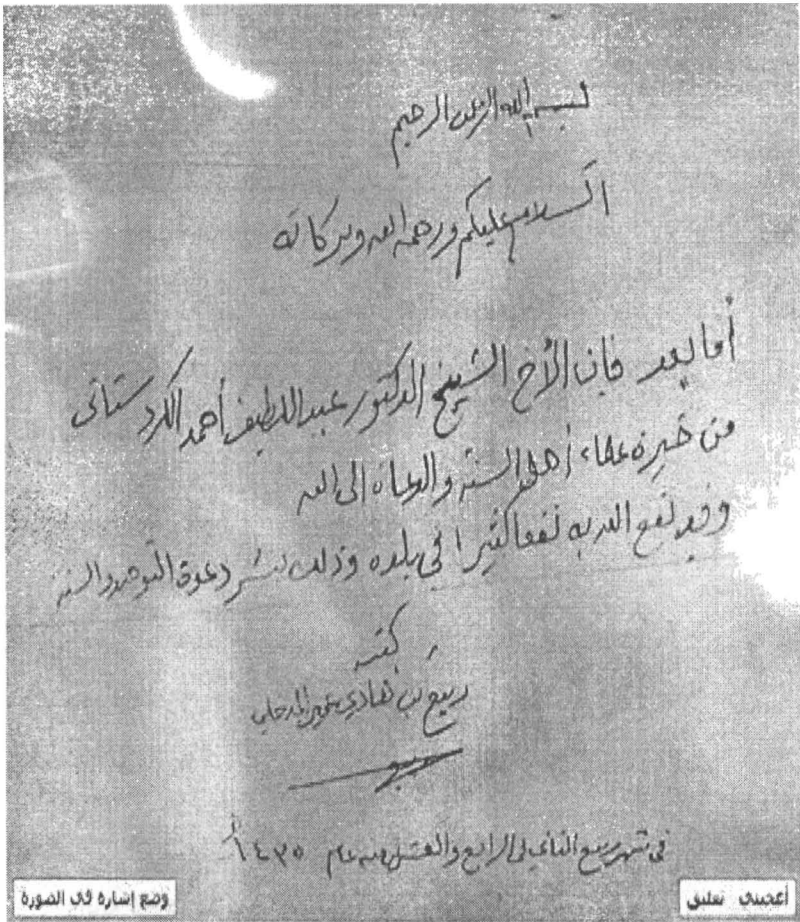 بسم الله الرحمن الرحيم
السلام عليكم ورحمة الله وبركاته
أما بعد فإن الأخ الشيخ الدكتور عبد اللطيف أحمد الكردستاني
من خيرة علماء أهل السنة والدعاة إلى الله
وقد نفع الله به نفعا كثيرا في بلده وذلك بنشر دعوة التوحيد والسنة
كتبه
ربيع بن هادي عمير المدخلي
في شهر ربيع الثاني في الرابع والعشرين منه عام ١٤٣٥
أعجبني تعليق
وضع إشارة في الصورة